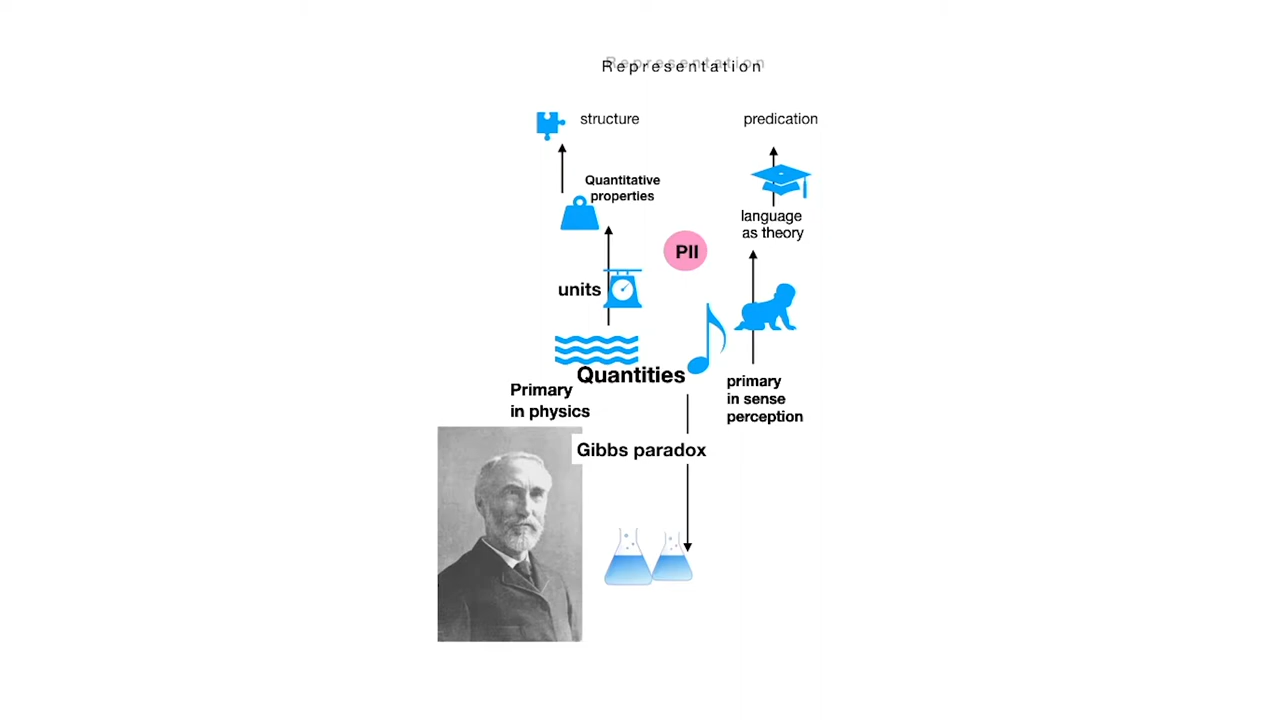 Representation
structure
predication
Quantitative
properties
language
as theory
PII
units
Quantities
Primary
in physics
primary
in sense
perception
Gibbs paradox